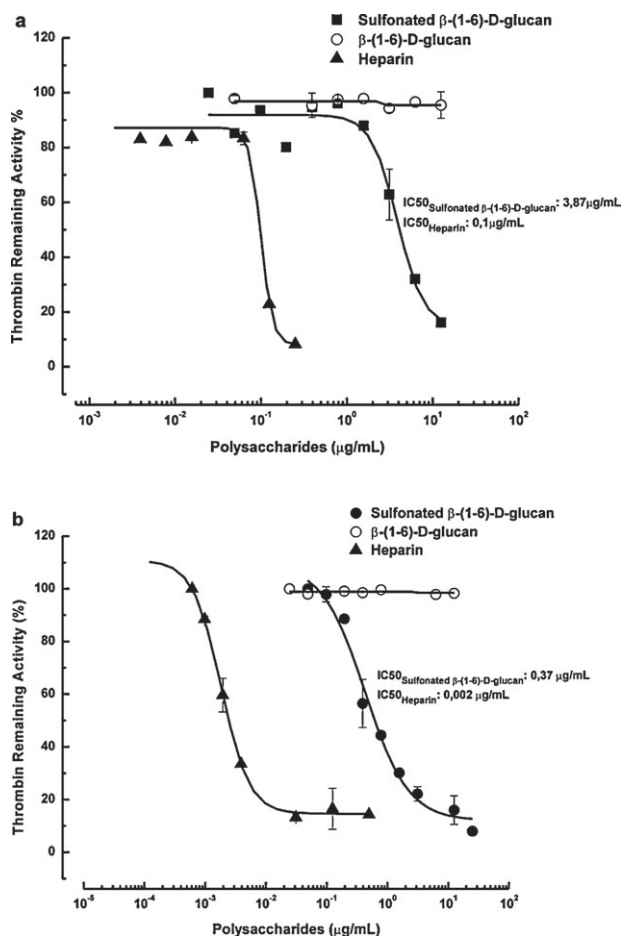 a
Sulfonated β-(1-6)-D-glucan
β-(1-6)-D-glucan
Heparin
120
100
80
60
40
20
0
Thrombin Remaining Activity %
IC50Sulfonated β-(1-6)-D-glucan: 3,87µg/mL
IC50Heparin: 0,1µg/mL
10-3 10-2 10-1 100 101 102
Polysaccharides (µg/mL)
b
Sulfonated β-(1-6)-D-glucan
β-(1-6)-D-glucan
Heparin
120
100
80
60
40
20
0
Thrombin Remaining Activity (%)
IC50Sulfonated β-(1-6)-D-glucan: 0,37 µg/mL
IC50Heparin: 0,002 µg/mL
10-5 10-4 10-3 10-2 10-1 100 101 102
Polysaccharides (µg/mL)